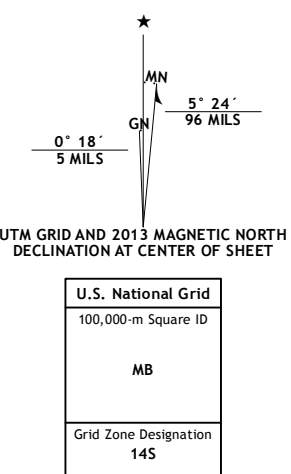 ★
MN
5° 24´
96 MILS
GN
0° 18´
5 MILS
UTM GRID AND 2013 MAGNETIC NORTH
DECLINATION AT CENTER OF SHEET
U.S. National Grid
100,000-m Square ID
MB
Grid Zone Designation
14S